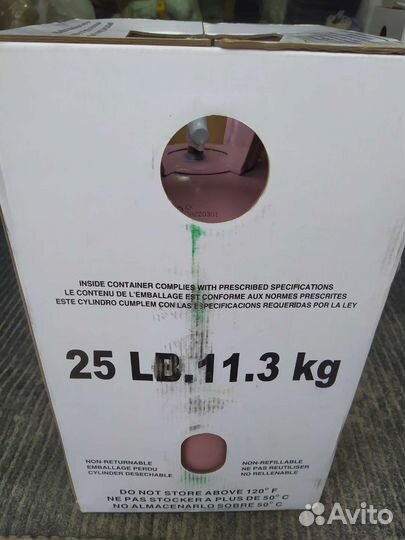 20220301
INSIDE CONTAINER COMPLIES WITH PRESCRIBED SPECIFICATIONS
LE CONTENU DE L'EMBALLAGE EST CONFORME AUX NORMES PRESCRITES
ESTE CYLINDRO CUMPLEM CON LAS ESPECIFICACIONS REQUERIDAS POR LA LEY
25 LB.11.3 kg
NON-RETURNABLE
EMBALLAGE PERDU
CYLINDER DESECHABLE
NON-REFILLABLE
NE PAS REUTILISER
NO RELLENABLE
DO NOT STORE ABOVE 120°F
NE PAS STOCKER A PLUS DE 50°C
NO ALMACENARLO SOBRE 50°C
Avito